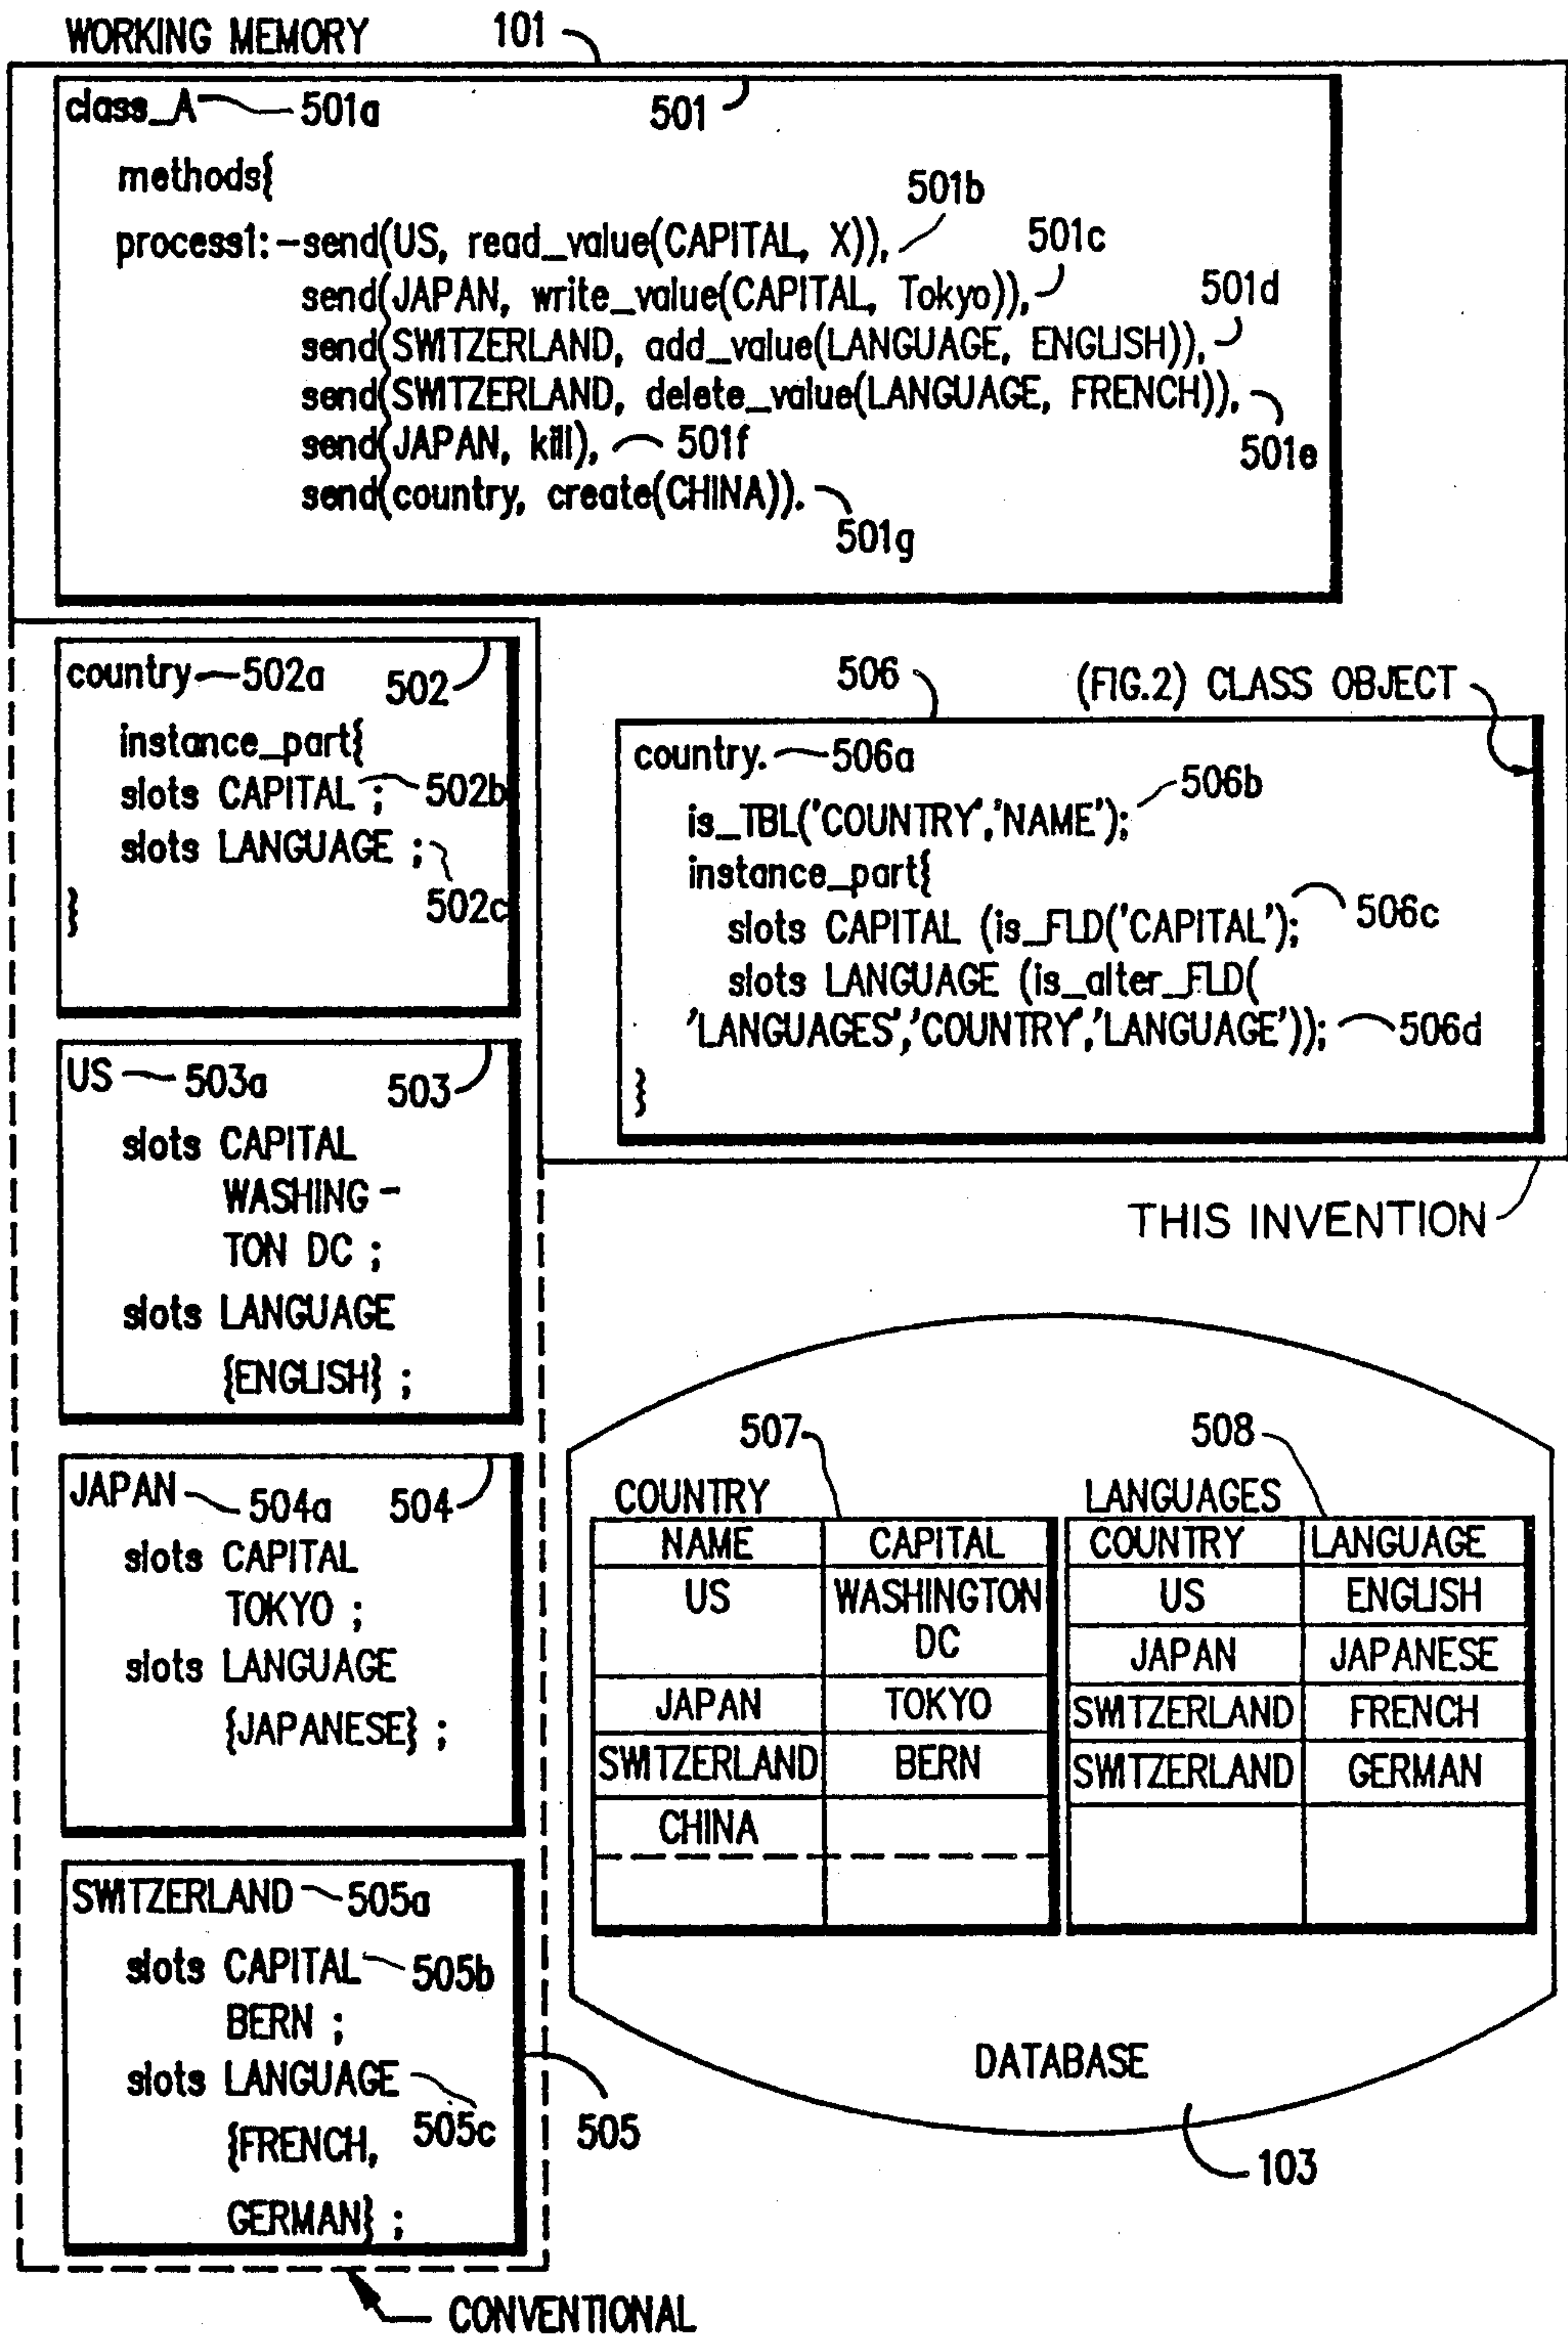 WORKING MEMORY 101
class_A 501a 501
methods{
501b
process1:-send(US, read_value(CAPITAL, X)), 501c
send(JAPAN, write_value(CAPITAL, Tokyo)), 501d
send(SWITZERLAND, add_value(LANGUAGE, ENGLISH)),
send(SWITZERLAND, delete_value(LANGUAGE, FRENCH)),
send(JAPAN, kill), 501f 501e
send(country, create(CHINA)).
501g
country 502a 502
instance_part{
slots CAPITAL ; 502b
slots LANGUAGE ;
502c
}
506 (FIG.2) CLASS OBJECT
country. 506a
506b
is_TBL('COUNTRY','NAME');
instance_part{
slots CAPITAL (is_FLD('CAPITAL'); 506c
slots LANGUAGE (is_alter_FLD(
'LANGUAGES','COUNTRY','LANGUAGE')); 506d
}
THIS INVENTION
US 503a 503
slots CAPITAL
WASHING-
TON DC ;
slots LANGUAGE
{ENGLISH} ;
JAPAN 504a 504
slots CAPITAL
TOKYO ;
slots LANGUAGE
{JAPANESE} ;
SWITZERLAND 505a
slots CAPITAL 505b
BERN ;
slots LANGUAGE
505c 505
{FRENCH,
GERMAN} ;
CONVENTIONAL
507 508
COUNTRY
NAME CAPITAL
US WASHINGTON
DC
JAPAN TOKYO
SWITZERLAND BERN
CHINA
LANGUAGES
COUNTRY LANGUAGE
US ENGLISH
JAPAN JAPANESE
SWITZERLAND FRENCH
SWITZERLAND GERMAN
DATABASE
103